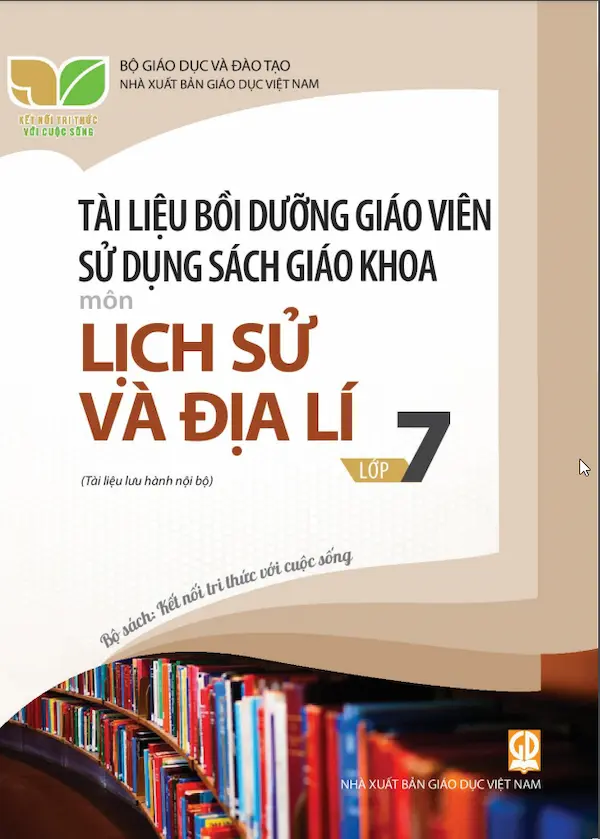 BỘ GIÁO DỤC VÀ ĐÀO TẠO
NHÀ XUẤT BẢN GIÁO DỤC VIỆT NAM
KẾT NỐI TRI THỨC
VỚI CUỘC SỐNG
TÀI LIỆU BỒI DƯỠNG GIÁO VIÊN
SỬ DỤNG SÁCH GIÁO KHOA
môn
LỊCH SỬ
VÀ ĐỊA LÍ
LỚP 7
(Tài liệu lưu hành nội bộ)
Bộ sách: Kết nối tri thức với cuộc sống
GD
NHÀ XUẤT BẢN GIÁO DỤC VIỆT NAM